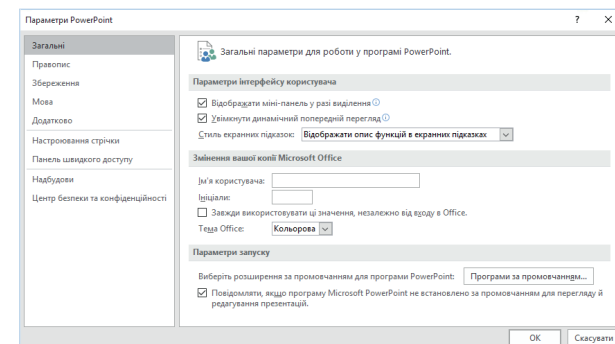 Параметри PowerPoint
Загальні
Правопис
Збереження
Мова
Додатково
Настроювання стрічки
Панель швидкого доступу
Надбудови
Центр безпеки та конфіденційності
Загальні параметри для роботи у програмі PowerPoint.
Параметри інтерфейсу користувача
Відображати міні-панель у разі виділення
Увімкнути динамічний попередній перегляд
Стиль екранних підказок: Відображати опис функцій в екранних підказках
Змінення вашої копії Microsoft Office
Ім'я користувача:
Ініціали:
Завжди використовувати ці значення, незалежно від входу в Office.
Тема Office: Кольорова
Параметри запуску
Виберіть розширення за промовчанням для програми PowerPoint: Програми за промовчанням...
Повідомляти, якщо програму Microsoft PowerPoint не встановлено за промовчанням для перегляду й
редагування презентацій.
ОК Скасувати